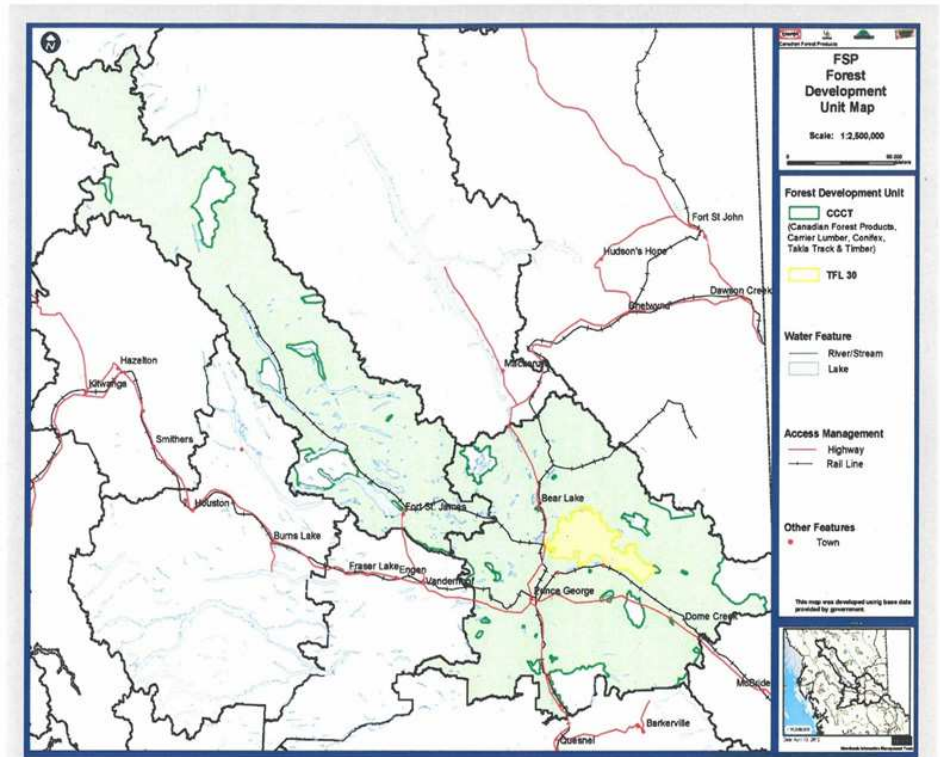 Canadian Forest Products
FSP
Forest
Development
Unit Map
Scale: 1:2,500,000
Forest Development Unit
CCCT
(Canadian Forest Products,
Carrier Lumber, Conifex,
Takla Track & Timber)
TFL 30
Water Feature
River/Stream
Lake
Access Management
Highway
Rail Line
Other Features
Town
This map was developed using base data
provided by government.
Fort St John
Hudson's Hope
Dawson Creek
Chetwynd
Mackenzie
Hazelton
Kitwanga
Smithers
Houston
Bear Lake
Fort St. James
Burns Lake
Fraser Lake
Engen
Vanderhoof
Prince George
Dome Creek
McBride
Barkerville
Quesnel